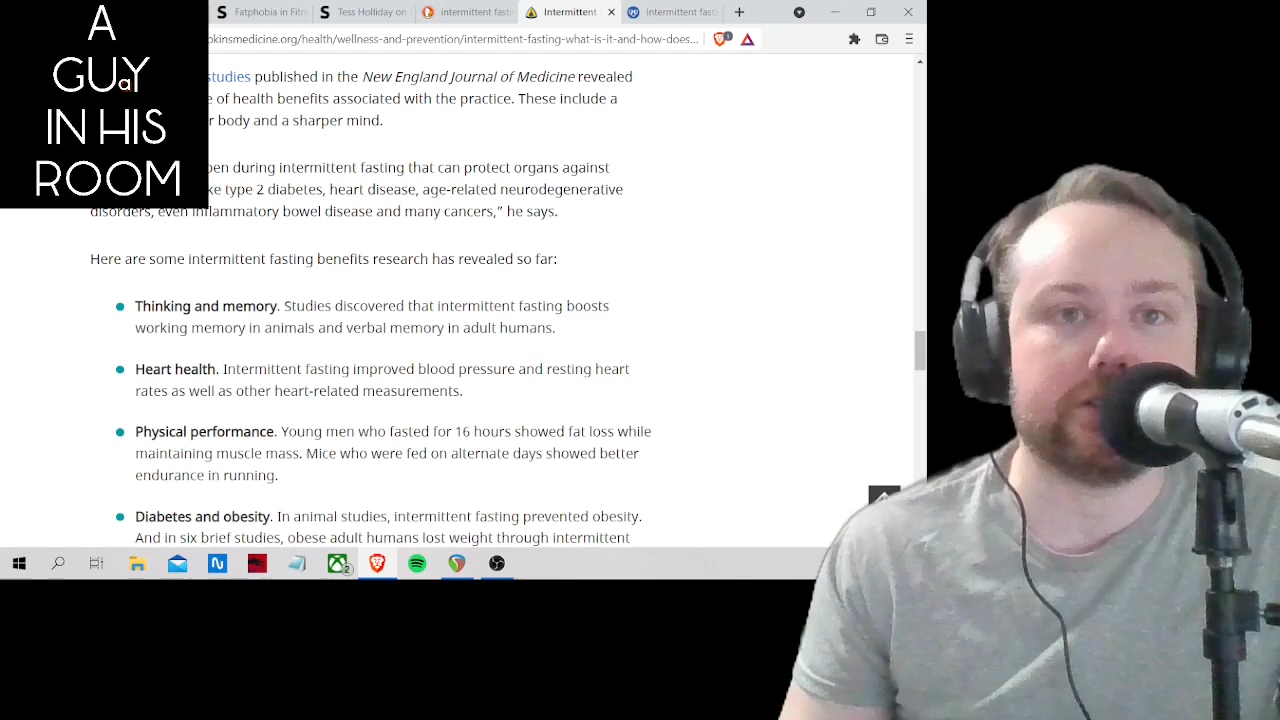 A
GUY
a
IN HIS
ROOM
Fatphobia in Fitn
Tess Holliday on
intermittent fasti
Intermittent
Intermittent fasti
pkinsmedicine.org/health/wellness-and-prevention/intermittent-fasting-what-is-it-and-how-does...
1
studies published in the New England Journal of Medicine revealed
e of health benefits associated with the practice. These include a
r body and a sharper mind.
pen during intermittent fasting that can protect organs against
ke type 2 diabetes, heart disease, age-related neurodegenerative
disorders, even inflammatory bowel disease and many cancers,” he says.
Here are some intermittent fasting benefits research has revealed so far:
Thinking and memory. Studies discovered that intermittent fasting boosts
working memory in animals and verbal memory in adult humans.
Heart health. Intermittent fasting improved blood pressure and resting heart
rates as well as other heart-related measurements.
Physical performance. Young men who fasted for 16 hours showed fat loss while
maintaining muscle mass. Mice who were fed on alternate days showed better
endurance in running.
Diabetes and obesity. In animal studies, intermittent fasting prevented obesity.
And in six brief studies, obese adult humans lost weight through intermittent
2